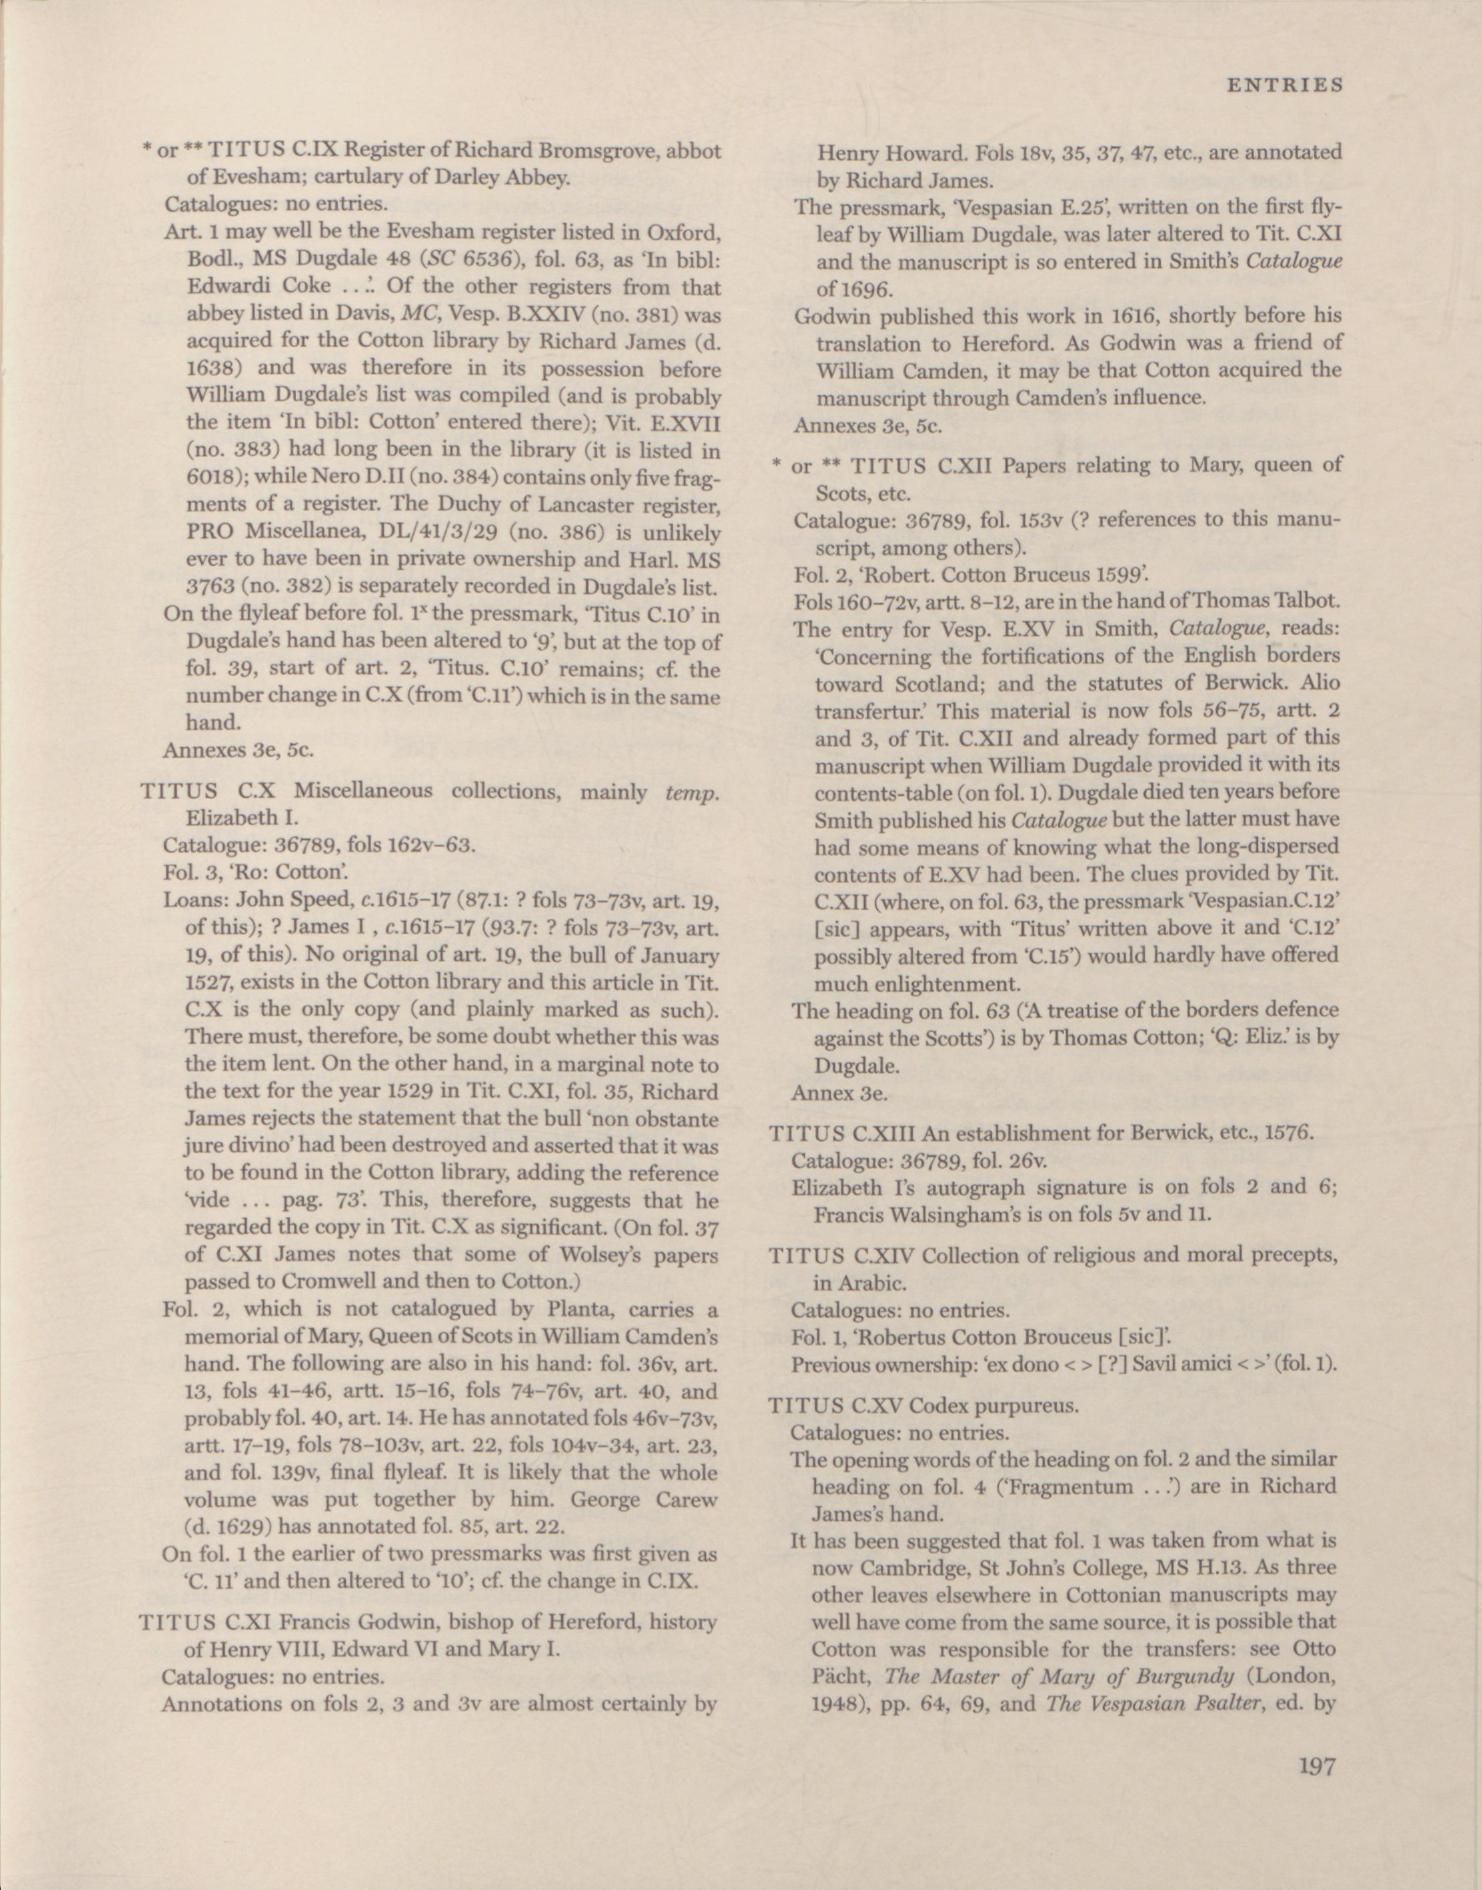 ENTRIES
* or ** TITUS C.IX Register of Richard Bromsgrove, abbot
of Evesham; cartulary of Darley Abbey.
Catalogues: no entries.
Art. 1 may well be the Evesham register listed in Oxford,
Bodl., MS Dugdale 48 (SC 6536), fol. 63, as ‘In bibl:
Edwardi Coke . . .’. Of the other registers from that
abbey listed in Davis, MC, Vesp. B.XXIV (no. 381) was
acquired for the Cotton library by Richard James (d.
1638) and was therefore in its possession before
William Dugdale’s list was compiled (and is probably
the item ‘In bibl: Cotton’ entered there); Vit. E.XVII
(no. 383) had long been in the library (it is listed in
6018); while Nero D.II (no. 384) contains only five frag-
ments of a register. The Duchy of Lancaster register,
PRO Miscellanea, DL/41/3/29 (no. 386) is unlikely
ever to have been in private ownership and Harl. MS
3763 (no. 382) is separately recorded in Dugdale’s list.
On the flyleaf before fol. 1ˣ the pressmark, ‘Titus C.10’ in
Dugdale’s hand has been altered to ‘9’, but at the top of
fol. 39, start of art. 2, ‘Titus. C.10’ remains; cf. the
number change in C.X (from ‘C.11’) which is in the same
hand.
Annexes 3e, 5c.
TITUS C.X Miscellaneous collections, mainly temp.
Elizabeth I.
Catalogue: 36789, fols 162v–63.
Fol. 3, ‘Ro: Cotton’.
Loans: John Speed, c.1615–17 (87.1: ? fols 73–73v, art. 19,
of this); ? James I , c.1615–17 (93.7: ? fols 73–73v, art.
19, of this). No original of art. 19, the bull of January
1527, exists in the Cotton library and this article in Tit.
C.X is the only copy (and plainly marked as such).
There must, therefore, be some doubt whether this was
the item lent. On the other hand, in a marginal note to
the text for the year 1529 in Tit. C.XI, fol. 35, Richard
James rejects the statement that the bull ‘non obstante
jure divino’ had been destroyed and asserted that it was
to be found in the Cotton library, adding the reference
‘vide . . . pag. 73’. This, therefore, suggests that he
regarded the copy in Tit. C.X as significant. (On fol. 37
of C.XI James notes that some of Wolsey’s papers
passed to Cromwell and then to Cotton.)
Fol. 2, which is not catalogued by Planta, carries a
memorial of Mary, Queen of Scots in William Camden’s
hand. The following are also in his hand: fol. 36v, art.
13, fols 41–46, artt. 15–16, fols 74–76v, art. 40, and
probably fol. 40, art. 14. He has annotated fols 46v–73v,
artt. 17–19, fols 78–103v, art. 22, fols 104v–34, art. 23,
and fol. 139v, final flyleaf. It is likely that the whole
volume was put together by him. George Carew
(d. 1629) has annotated fol. 85, art. 22.
On fol. 1 the earlier of two pressmarks was first given as
‘C. 11’ and then altered to ‘10’; cf. the change in C.IX.
TITUS C.XI Francis Godwin, bishop of Hereford, history
of Henry VIII, Edward VI and Mary I.
Catalogues: no entries.
Annotations on fols 2, 3 and 3v are almost certainly by
Henry Howard. Fols 18v, 35, 37, 47, etc., are annotated
by Richard James.
The pressmark, ‘Vespasian E.25’, written on the first fly-
leaf by William Dugdale, was later altered to Tit. C.XI
and the manuscript is so entered in Smith’s Catalogue
of 1696.
Godwin published this work in 1616, shortly before his
translation to Hereford. As Godwin was a friend of
William Camden, it may be that Cotton acquired the
manuscript through Camden’s influence.
Annexes 3e, 5c.
* or ** TITUS C.XII Papers relating to Mary, queen of
Scots, etc.
Catalogue: 36789, fol. 153v (? references to this manu-
script, among others).
Fol. 2, ‘Robert. Cotton Bruceus 1599’.
Fols 160–72v, artt. 8–12, are in the hand of Thomas Talbot.
The entry for Vesp. E.XV in Smith, Catalogue, reads:
‘Concerning the fortifications of the English borders
toward Scotland; and the statutes of Berwick. Alio
transfertur.’ This material is now fols 56–75, artt. 2
and 3, of Tit. C.XII and already formed part of this
manuscript when William Dugdale provided it with its
contents-table (on fol. 1). Dugdale died ten years before
Smith published his Catalogue but the latter must have
had some means of knowing what the long-dispersed
contents of E.XV had been. The clues provided by Tit.
C.XII (where, on fol. 63, the pressmark ‘Vespasian.C.12’
[sic] appears, with ‘Titus’ written above it and ‘C.12’
possibly altered from ‘C.15’) would hardly have offered
much enlightenment.
The heading on fol. 63 (‘A treatise of the borders defence
against the Scotts’) is by Thomas Cotton; ‘Q: Eliz.’ is by
Dugdale.
Annex 3e.
TITUS C.XIII An establishment for Berwick, etc., 1576.
Catalogue: 36789, fol. 26v.
Elizabeth I’s autograph signature is on fols 2 and 6;
Francis Walsingham’s is on fols 5v and 11.
TITUS C.XIV Collection of religious and moral precepts,
in Arabic.
Catalogues: no entries.
Fol. 1, ‘Robertus Cotton Brouceus [sic]’.
Previous ownership: ‘ex dono < > [?] Savil amici < >’ (fol. 1).
TITUS C.XV Codex purpureus.
Catalogues: no entries.
The opening words of the heading on fol. 2 and the similar
heading on fol. 4 (‘Fragmentum . . .’) are in Richard
James’s hand.
It has been suggested that fol. 1 was taken from what is
now Cambridge, St John’s College, MS H.13. As three
other leaves elsewhere in Cottonian manuscripts may
well have come from the same source, it is possible that
Cotton was responsible for the transfers: see Otto
Pächt, The Master of Mary of Burgundy (London,
1948), pp. 64, 69, and The Vespasian Psalter, ed. by
197